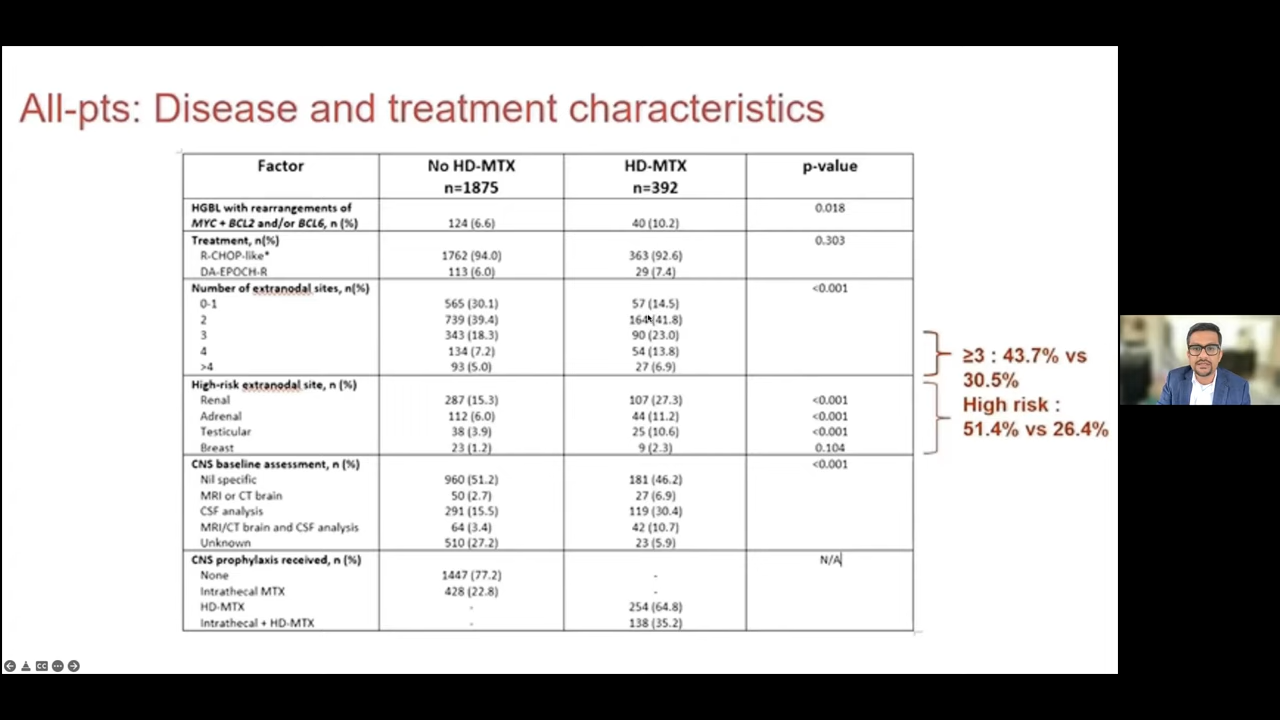 All-pts: Disease and treatment characteristics
Factor No HD-MTX HD-MTX p-value
n=1875 n=392
HGBL with rearrangements of 0.018
MYC + BCL2 and/or BCL6, n (%) 124 (6.6) 40 (10.2)
Treatment, n(%) 0.303
R-CHOP-like* 1762 (94.0) 363 (92.6)
DA-EPOCH-R 113 (6.0) 29 (7.4)
Number of extranodal sites, n(%) <0.001
0-1 565 (30.1) 57 (14.5)
2 739 (39.4) 164 (41.8)
3 343 (18.3) 90 (23.0)
4 134 (7.2) 54 (13.8)
>4 93 (5.0) 27 (6.9)
≥3 : 43.7% vs
30.5%
High-risk extranodal site, n (%)
Renal 287 (15.3) 107 (27.3) <0.001
Adrenal 112 (6.0) 44 (11.2) <0.001
Testicular 38 (3.9) 25 (10.6) <0.001
Breast 23 (1.2) 9 (2.3) 0.104
High risk :
51.4% vs 26.4%
CNS baseline assessment, n (%) <0.001
Nil specific 960 (51.2) 181 (46.2)
MRI or CT brain 50 (2.7) 27 (6.9)
CSF analysis 291 (15.5) 119 (30.4)
MRI/CT brain and CSF analysis 64 (3.4) 42 (10.7)
Unknown 510 (27.2) 23 (5.9)
CNS prophylaxis received, n (%) N/A
None 1447 (77.2) -
Intrathecal MTX 428 (22.8) -
HD-MTX - 254 (64.8)
Intrathecal + HD-MTX - 138 (35.2)